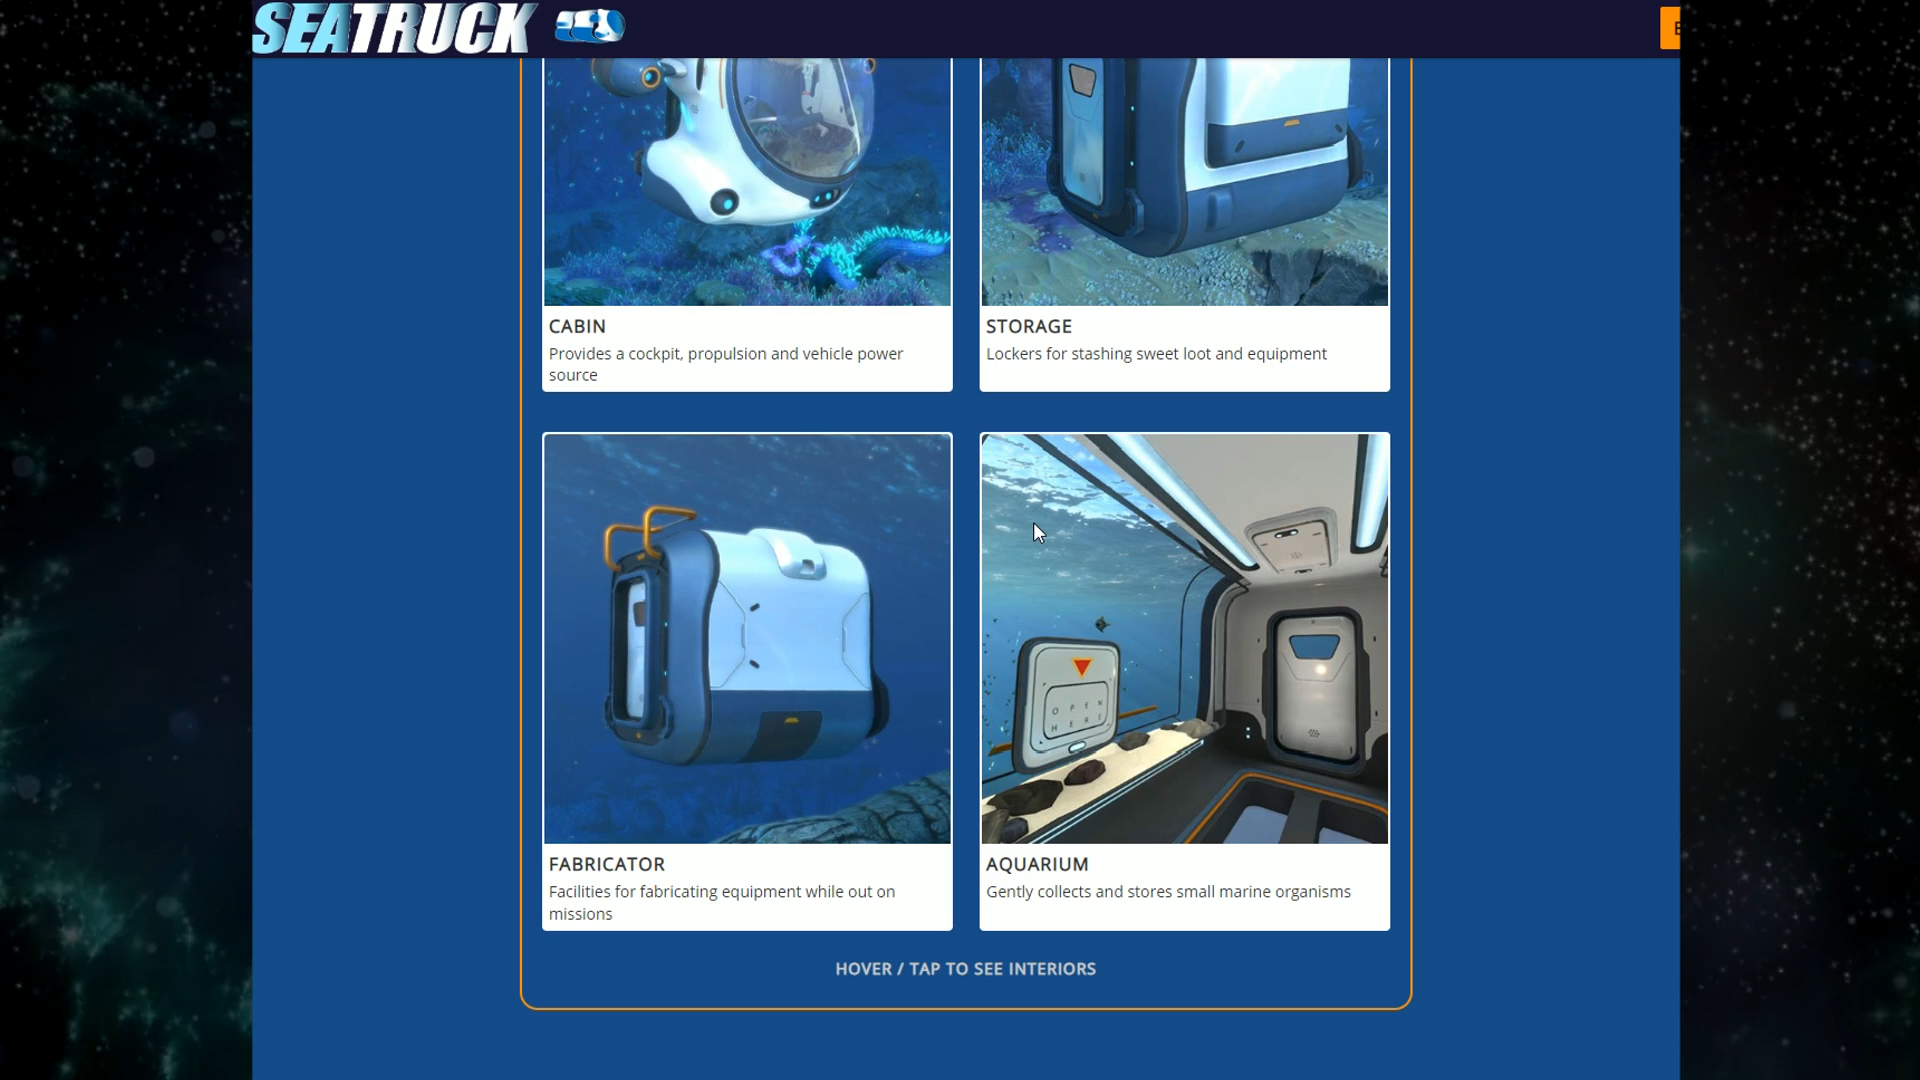 SEATRUCK
CABIN
Provides a cockpit, propulsion and vehicle power
source
STORAGE
Lockers for stashing sweet loot and equipment
OPEN
HERE
FABRICATOR
Facilities for fabricating equipment while out on
missions
AQUARIUM
Gently collects and stores small marine organisms
HOVER / TAP TO SEE INTERIORS